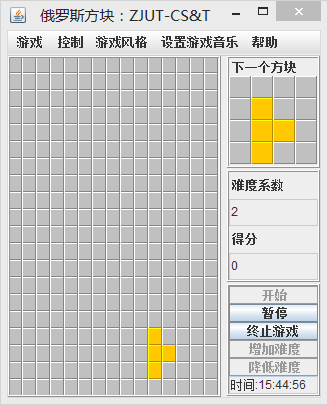 俄罗斯方块：ZJUT-CS&T
游戏 控制 游戏风格 设置游戏音乐 帮助
下一个方块
难度系数
2
得分
0
开始
暂停
终止游戏
增加难度
降低难度
时间:15:44:56